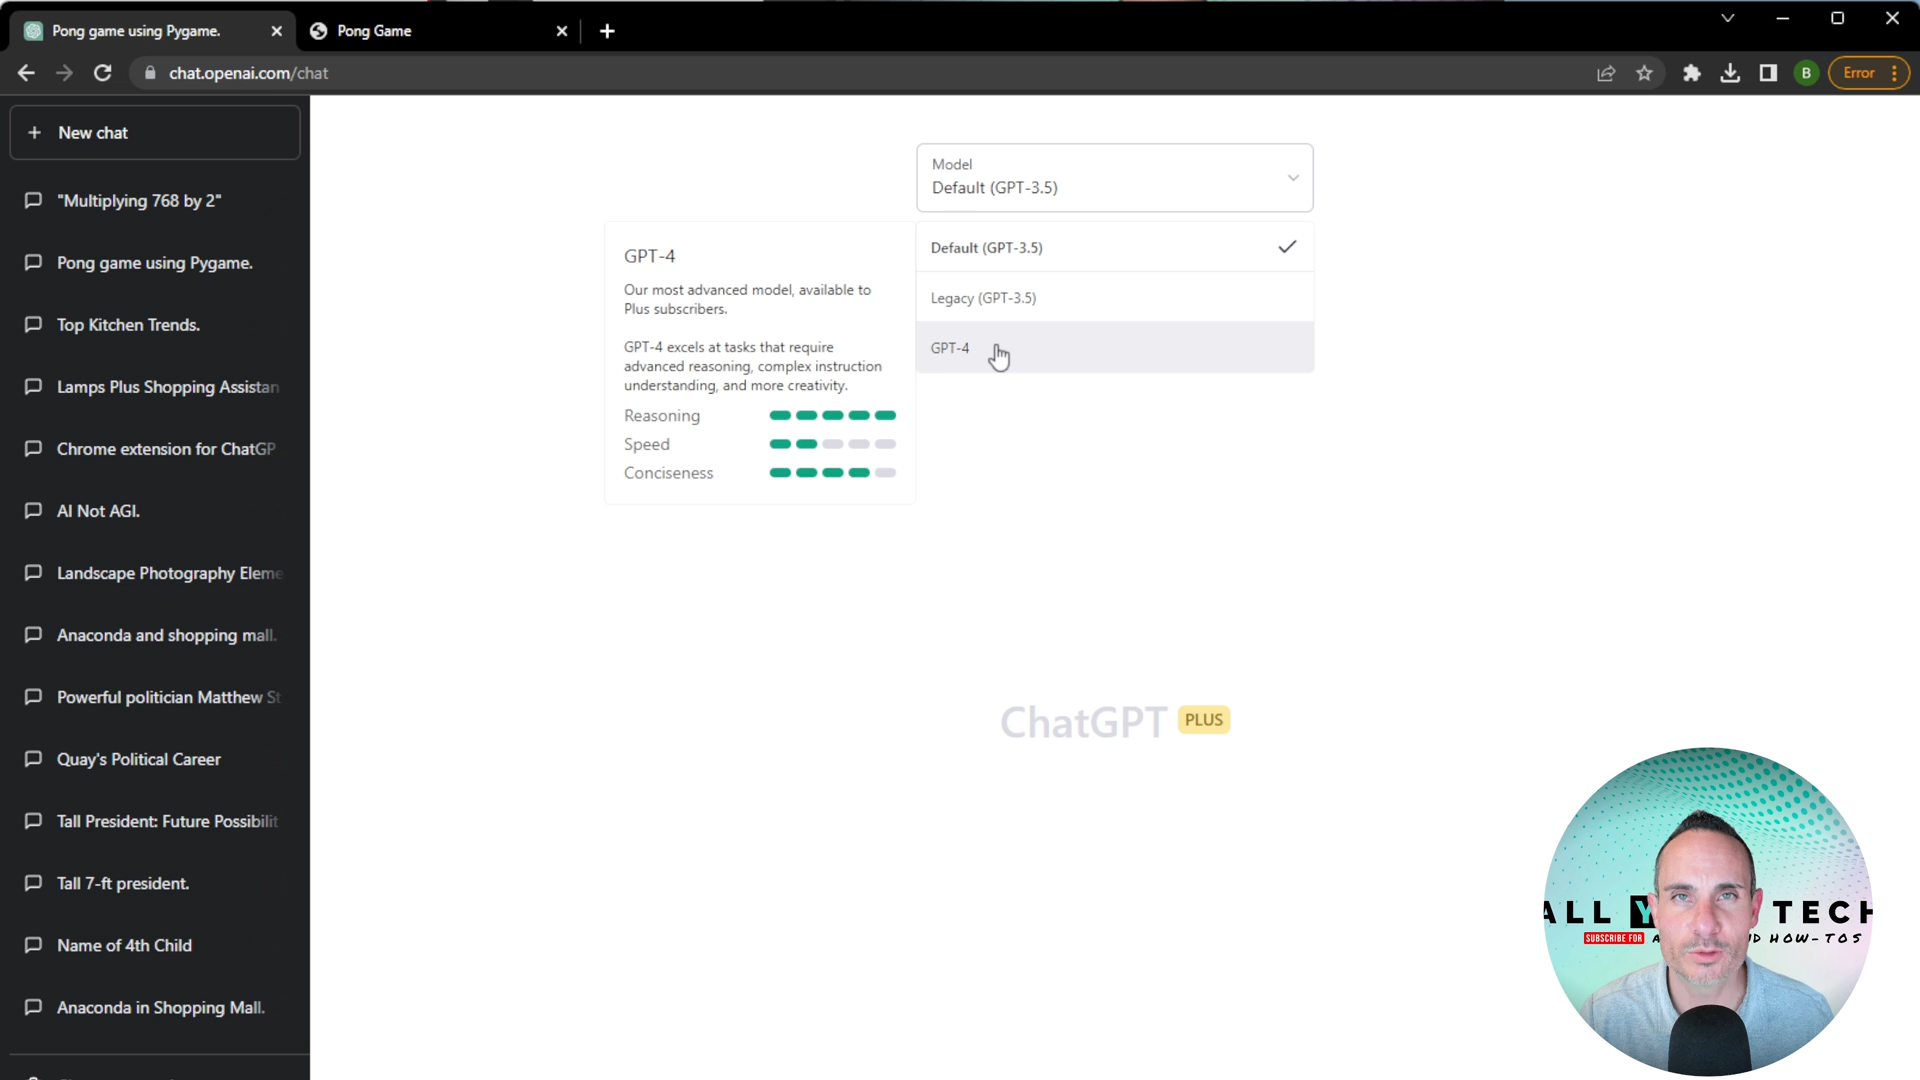 Pong game using Pygame.
Pong Game
chat.openai.com/chat
B
Error
New chat
"Multiplying 768 by 2"
Pong game using Pygame.
Top Kitchen Trends.
Lamps Plus Shopping Assistan
Chrome extension for ChatGP
AI Not AGI.
Landscape Photography Eleme
Anaconda and shopping mall.
Powerful politician Matthew St
Quay's Political Career
Tall President: Future Possibilit
Tall 7-ft president.
Name of 4th Child
Anaconda in Shopping Mall.
Model
Default (GPT-3.5)
Default (GPT-3.5)
Legacy (GPT-3.5)
GPT-4
GPT-4
Our most advanced model, available to
Plus subscribers.
GPT-4 excels at tasks that require
advanced reasoning, complex instruction
understanding, and more creativity.
Reasoning
Speed
Conciseness
ChatGPT PLUS
ALL Y TECH
SUBSCRIBE FOR A ND HOW-TOS